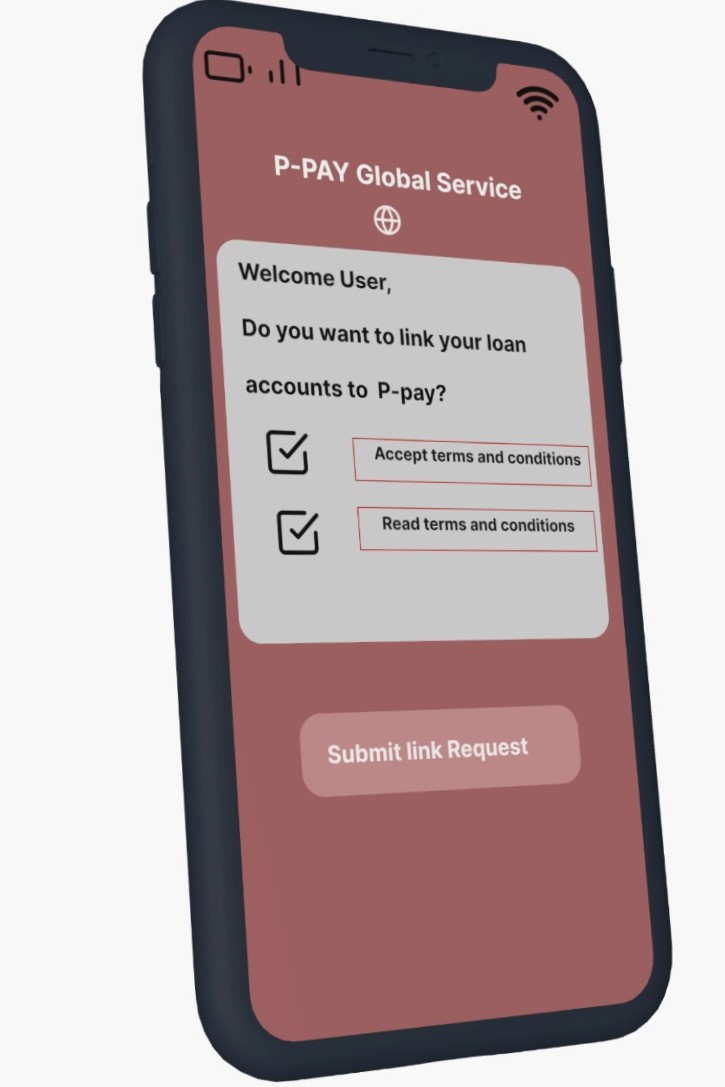 P-PAY Global Service
Welcome User,
Do you want to link your loan
accounts to P-pay?
Accept terms and conditions
Read terms and conditions
Submit link Request